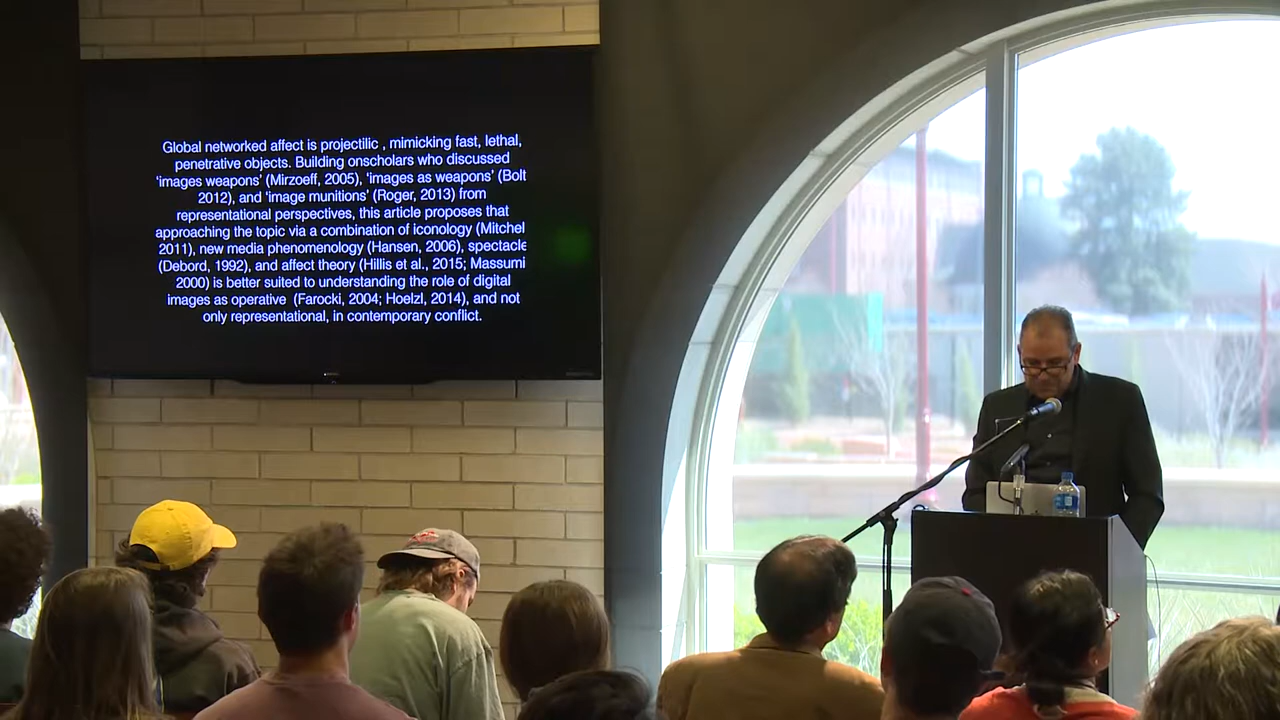 Global networked affect is projectilic , mimicking fast, lethal,
penetrative objects. Building onscholars who discussed
‘images weapons’ (Mirzoeff, 2005), ‘images as weapons’ (Bolt
2012), and ‘image munitions’ (Roger, 2013) from
representational perspectives, this article proposes that
approaching the topic via a combination of iconology (Mitchel
2011), new media phenomenology (Hansen, 2006), spectacle
(Debord, 1992), and affect theory (Hillis et al., 2015; Massumi
2000) is better suited to understanding the role of digital
images as operative (Farocki, 2004; Hoelzl, 2014), and not
only representational, in contemporary conflict.